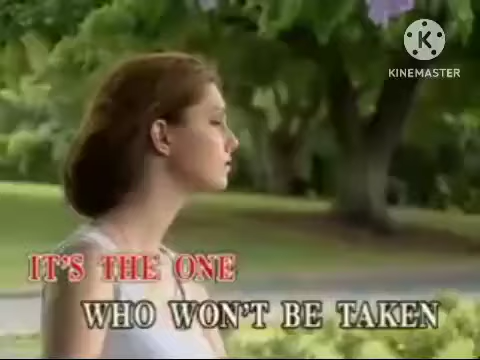 K
KINEMASTER
IT'S THE ONE
WHO WON'T BE TAKEN